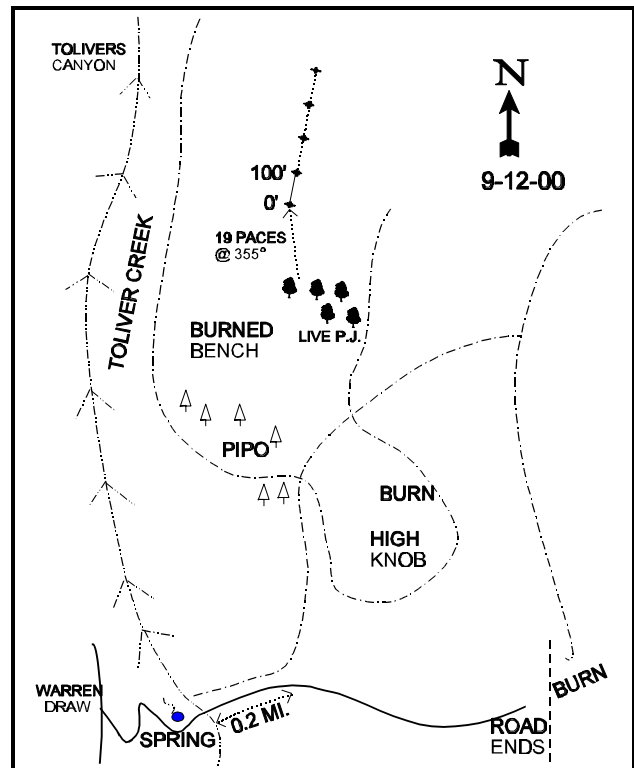 TOLIVERS
CANYON
N
9-12-00
100'
0'
19 PACES
@ 355°
TOLIVER CREEK
BURNED
BENCH
LIVE P.J.
PIPO
BURN
HIGH
KNOB
WARREN
DRAW
SPRING
0.2 MI.
ROAD
ENDS
BURN